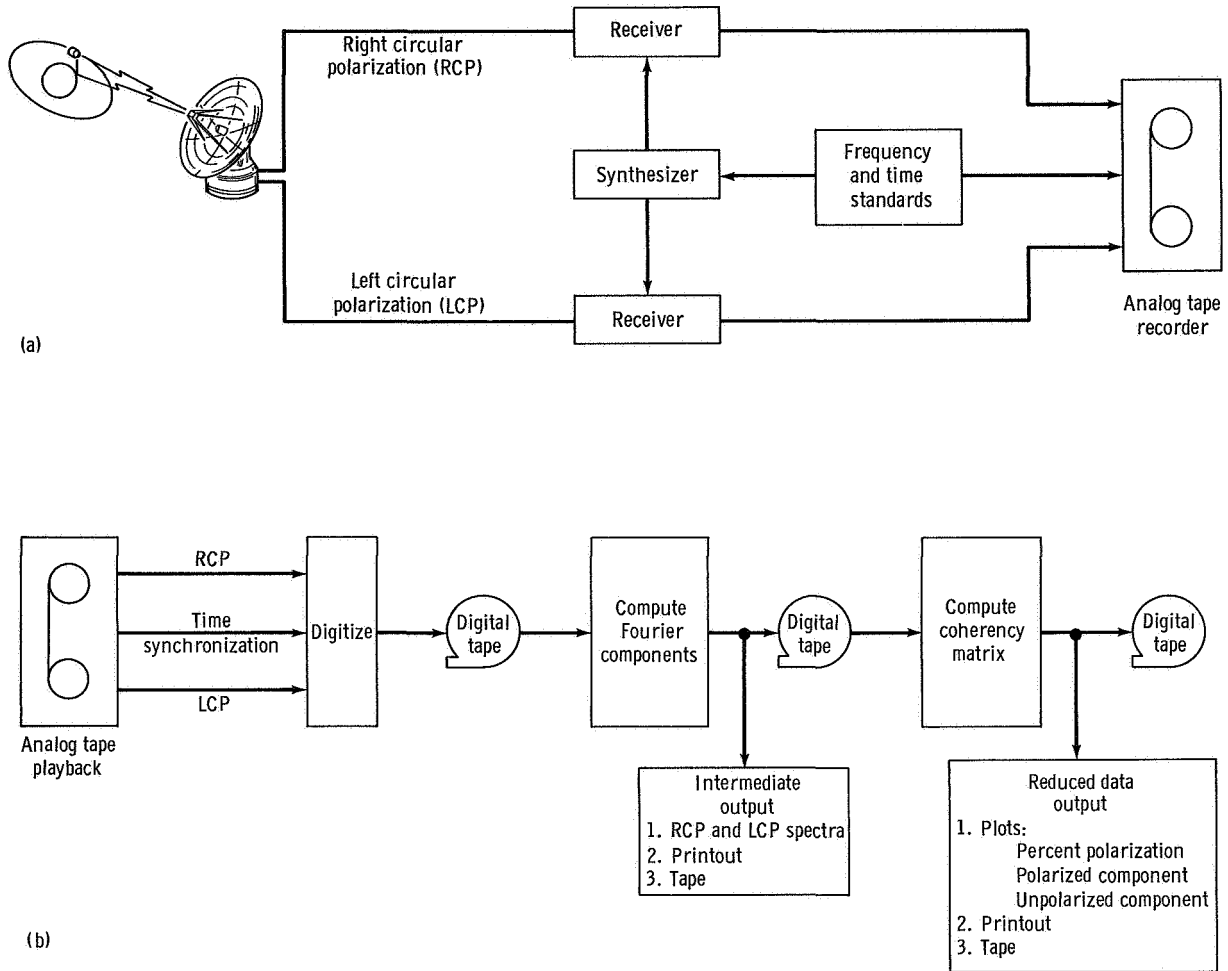 Right circular
polarization (RCP)
Receiver
Synthesizer
Frequency
and time
standards
Left circular
polarization (LCP)
Receiver
Analog tape
recorder
(a)
RCP
Time
synchronization
LCP
Analog tape
playback
Digitize
Digital
tape
Compute
Fourier
components
Digital
tape
Compute
coherency
matrix
Digital
tape
Intermediate
output
1. RCP and LCP spectra
2. Printout
3. Tape
Reduced data
output
1. Plots:
Percent polarization
Polarized component
Unpolarized component
2. Printout
3. Tape
(b)